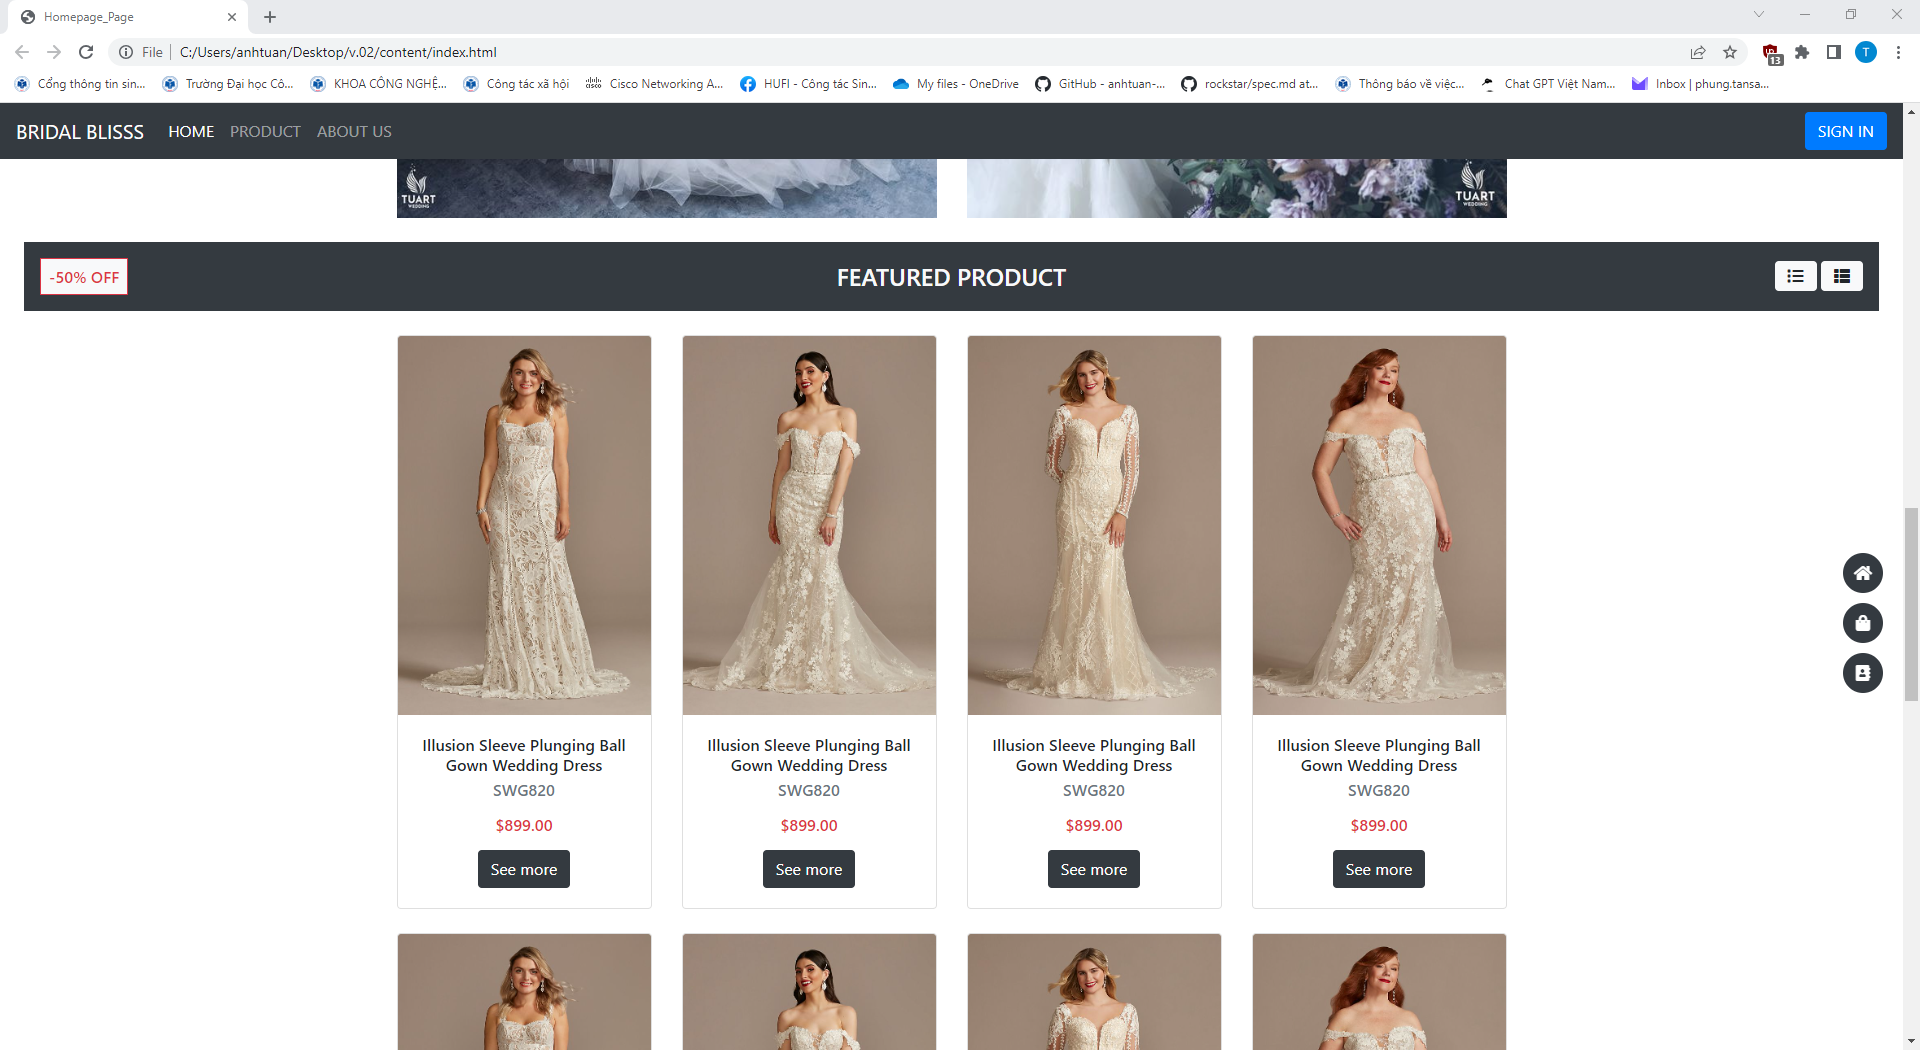 Homepage_Page
File
C:/Users/anhtuan/Desktop/v.02/content/index.html
13
T
Cổng thông tin sin...
Trường Đại học Cô...
KHOA CÔNG NGHỆ...
Công tác xã hội
Cisco Networking A...
HUFI - Công tác Sin...
My files - OneDrive
GitHub - anhtuan-...
rockstar/spec.md at...
Thông báo về việc...
Chat GPT Việt Nam...
Inbox | phung.tansa...
BRIDAL BLISSS
HOME
PRODUCT
ABOUT US
SIGN IN
TUART
WEDDING
TUART
WEDDING
-50% OFF
FEATURED PRODUCT
Illusion Sleeve Plunging Ball
Gown Wedding Dress
SWG820
$899.00
See more
Illusion Sleeve Plunging Ball
Gown Wedding Dress
SWG820
$899.00
See more
Illusion Sleeve Plunging Ball
Gown Wedding Dress
SWG820
$899.00
See more
Illusion Sleeve Plunging Ball
Gown Wedding Dress
SWG820
$899.00
See more